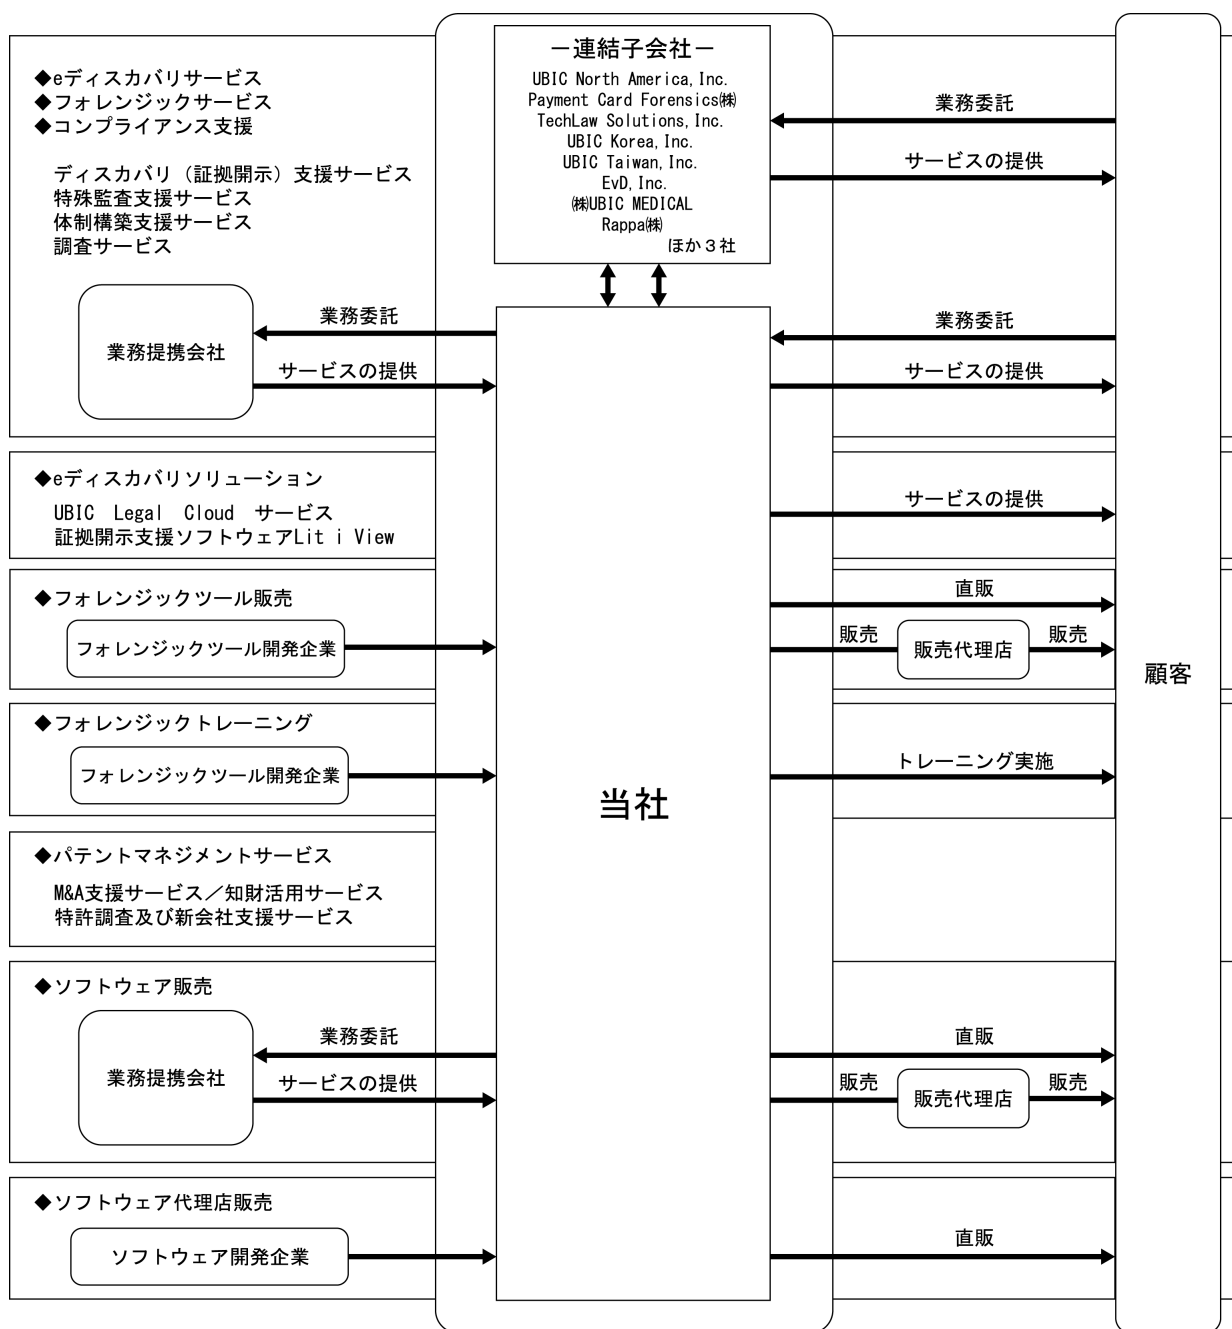 －連結子会社－
UBIC North America, Inc.
Payment Card Forensics㈱
TechLaw Solutions, Inc.
UBIC Korea, Inc.
UBIC Taiwan, Inc.
EvD, Inc.
㈱UBIC MEDICAL
Rappa㈱
ほか３社
◆eディスカバリサービス
◆フォレンジックサービス
◆コンプライアンス支援
ディスカバリ（証拠開示）支援サービス
特殊監査支援サービス
体制構築支援サービス
調査サービス
業務委託
サービスの提供
業務提携会社
業務委託
サービスの提供
業務委託
サービスの提供
◆eディスカバリソリューション
UBIC Legal Cloud サービス
証拠開示支援ソフトウェアLit i View
サービスの提供
◆フォレンジックツール販売
フォレンジックツール開発企業
直販
販売
販売代理店
販売
顧客
◆フォレンジックトレーニング
フォレンジックツール開発企業
トレーニング実施
当社
◆パテントマネジメントサービス
M&A支援サービス／知財活用サービス
特許調査及び新会社支援サービス
◆ソフトウェア販売
業務提携会社
業務委託
サービスの提供
直販
販売
販売代理店
販売
◆ソフトウェア代理店販売
ソフトウェア開発企業
直販